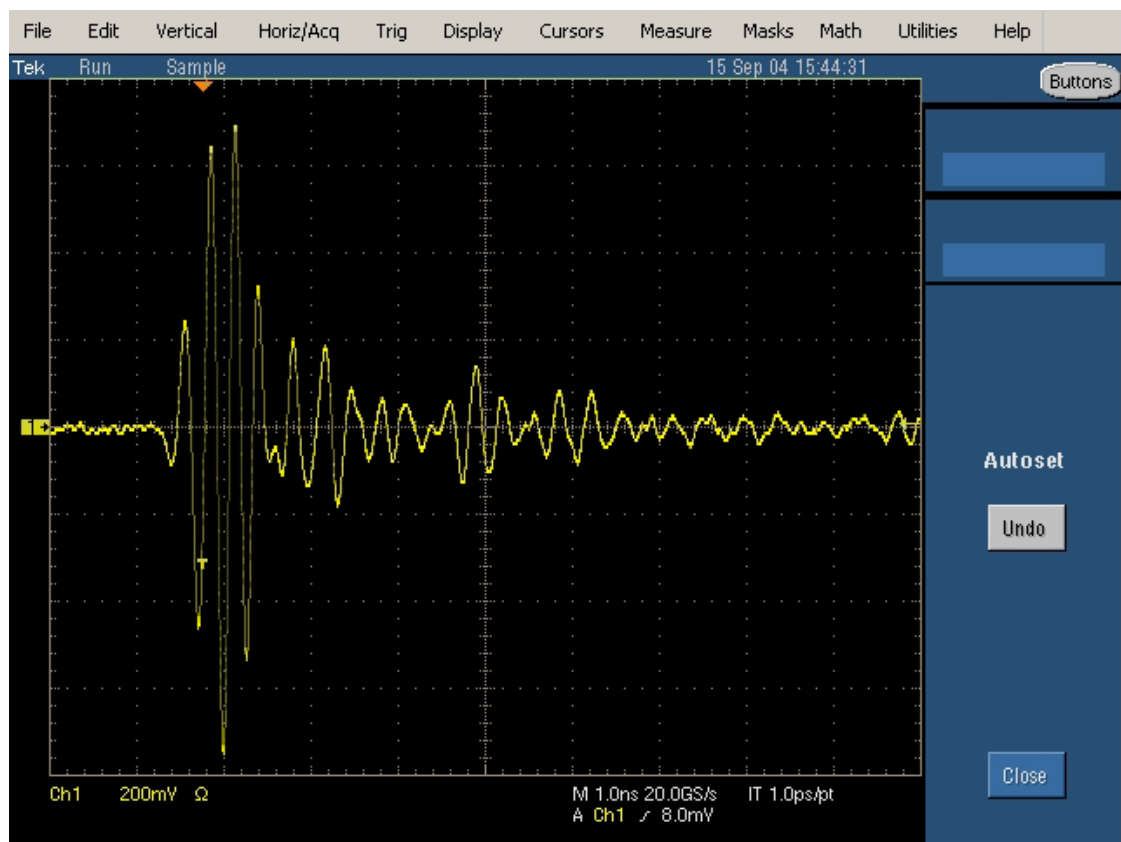 File Edit Vertical Horiz/Acq Trig Display Cursors Measure Masks Math Utilities Help
Tek Run Sample 15 Sep 04 15:44:31
Buttons
1
T
Autoset
Undo
Close
Ch1 200mV Ω M 1.0ns 20.0GS/s IT 1.0ps/pt
A Ch1 ⁄ 8.0mV